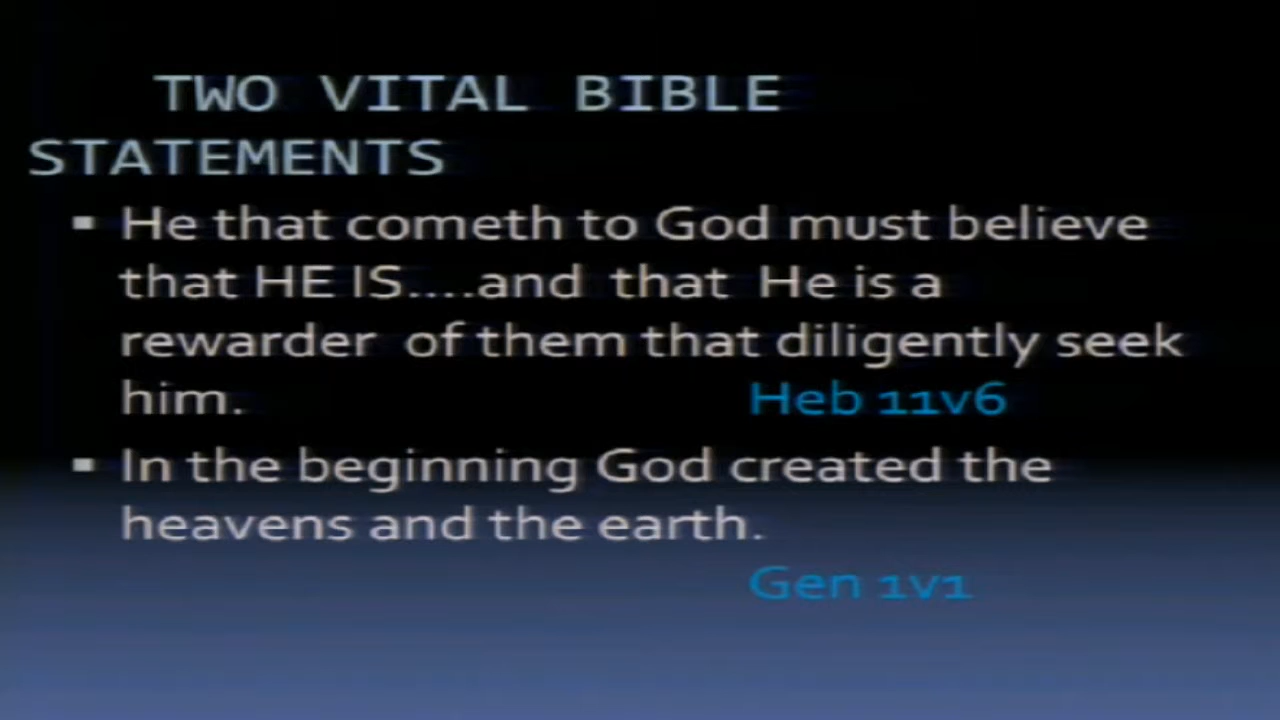 TWO VITAL BIBLE
STATEMENTS
▪ He that cometh to God must believe
that HE IS....and that He is a
rewarder of them that diligently seek
him. Heb 11v6
▪ In the beginning God created the
heavens and the earth.
Gen 1v1